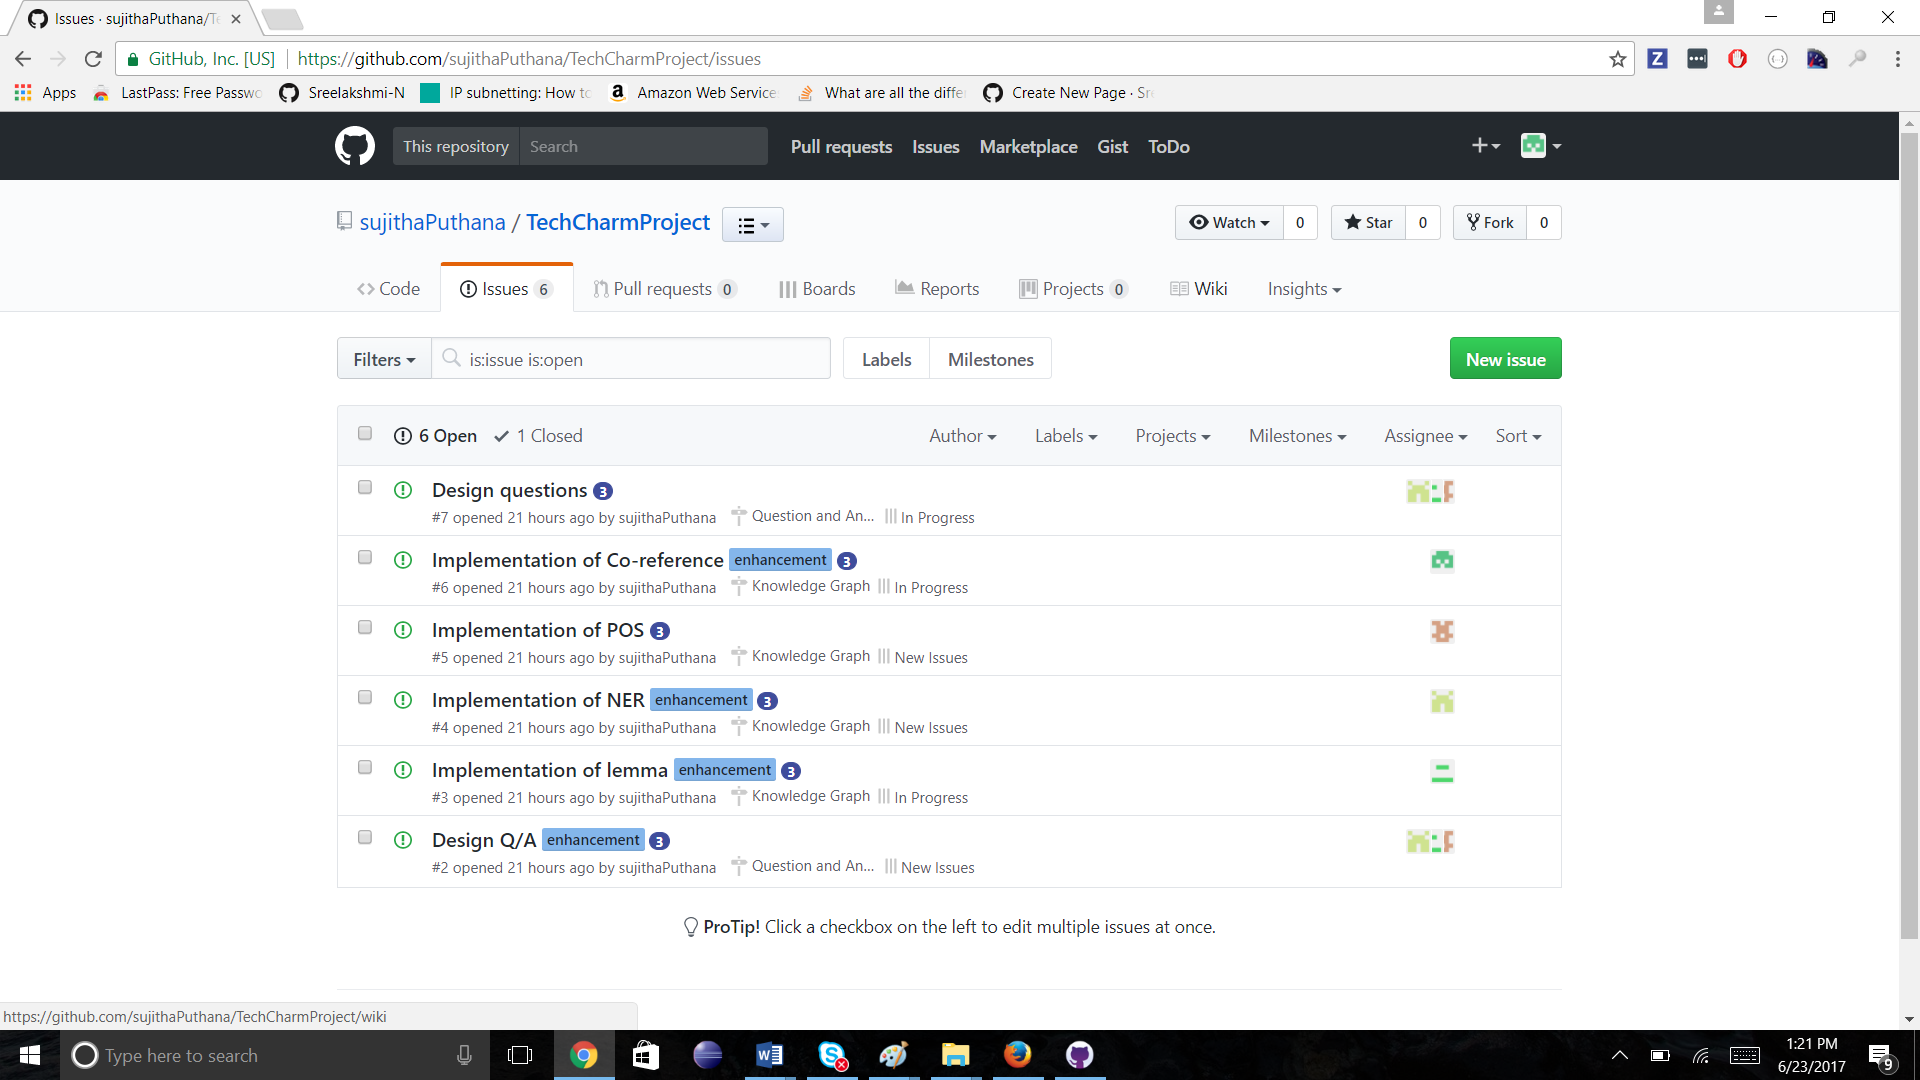 Issues · sujithaPuthana/Te
GitHub, Inc. [US] https://github.com/sujithaPuthana/TechCharmProject/issues
Apps LastPass: Free Passwo Sreelakshmi-N IP subnetting: How to Amazon Web Service What are all the differ Create New Page · Sre
This repository Search Pull requests Issues Marketplace Gist ToDo
sujithaPuthana / TechCharmProject Watch 0 Star 0 Fork 0
Code Issues 6 Pull requests 0 Boards Reports Projects 0 Wiki Insights
Filters is:issue is:open Labels Milestones New issue
6 Open 1 Closed Author Labels Projects Milestones Assignee Sort
Design questions 3
#7 opened 21 hours ago by sujithaPuthana Question and An... In Progress
Implementation of Co-reference enhancement 3
#6 opened 21 hours ago by sujithaPuthana Knowledge Graph In Progress
Implementation of POS 3
#5 opened 21 hours ago by sujithaPuthana Knowledge Graph New Issues
Implementation of NER enhancement 3
#4 opened 21 hours ago by sujithaPuthana Knowledge Graph New Issues
Implementation of lemma enhancement 3
#3 opened 21 hours ago by sujithaPuthana Knowledge Graph In Progress
Design Q/A enhancement 3
#2 opened 21 hours ago by sujithaPuthana Question and An... New Issues
ProTip! Click a checkbox on the left to edit multiple issues at once.
https://github.com/sujithaPuthana/TechCharmProject/wiki
Type here to search
1:21 PM
6/23/2017
9